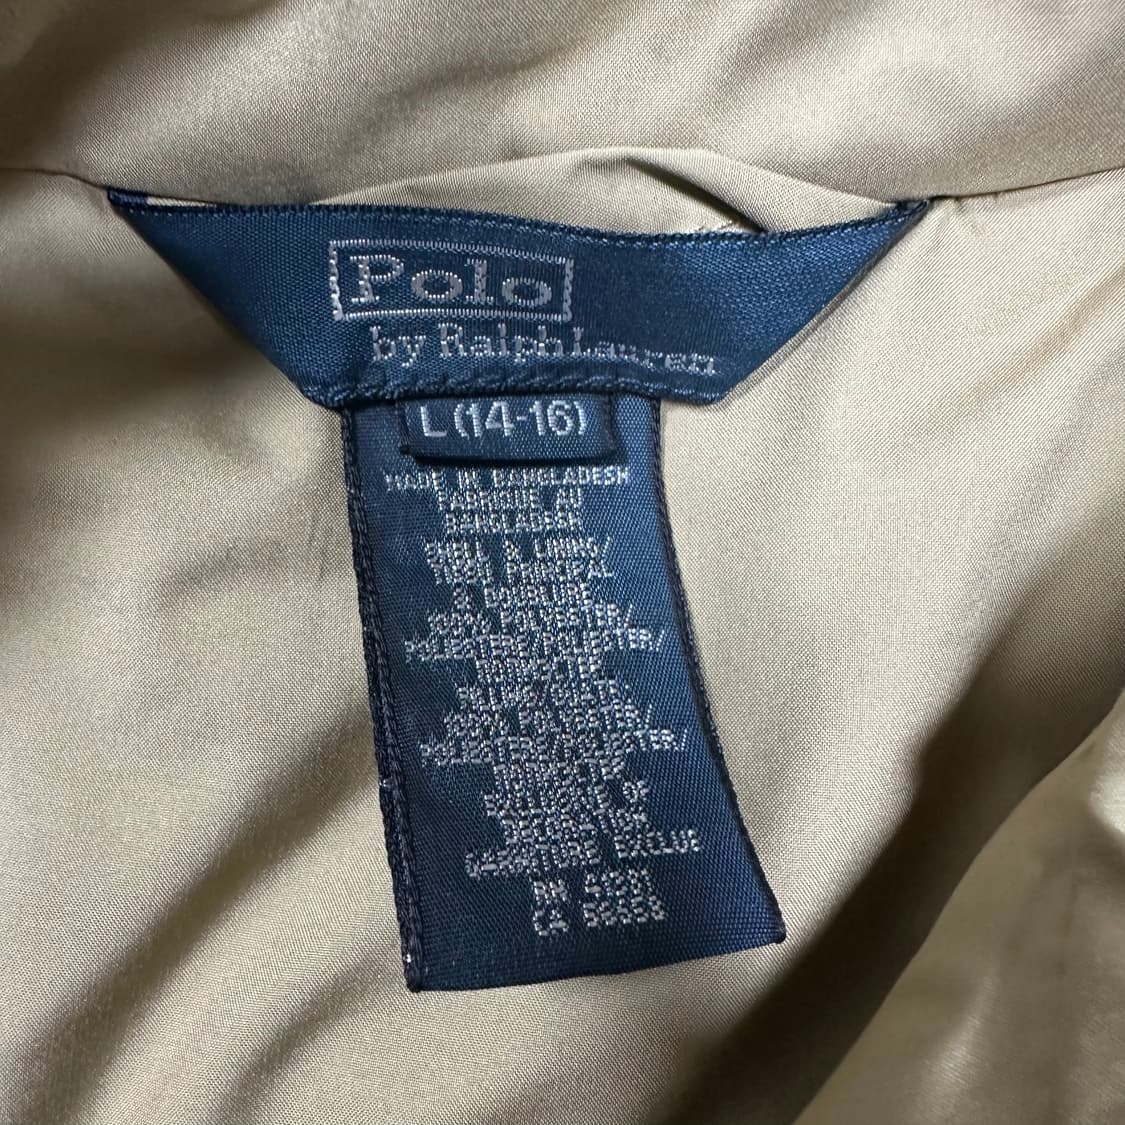 Polo
by Ralph Lauren
L (14-16)
MADE IN BANGLADESH
FABRIQUE AU
BANGLADESH
SHELL & LINING/
TISSU PRINCIPAL
& DOUBLURE
100% POLYESTER/
POLYESTERE/POLIESTER/
FILLING/
100% POLYESTER/
POLYESTERE/POLIESTER/
EXCLUSIVE OF
DECORATION
GARNITURE EXCLUE
RN 41381
CA